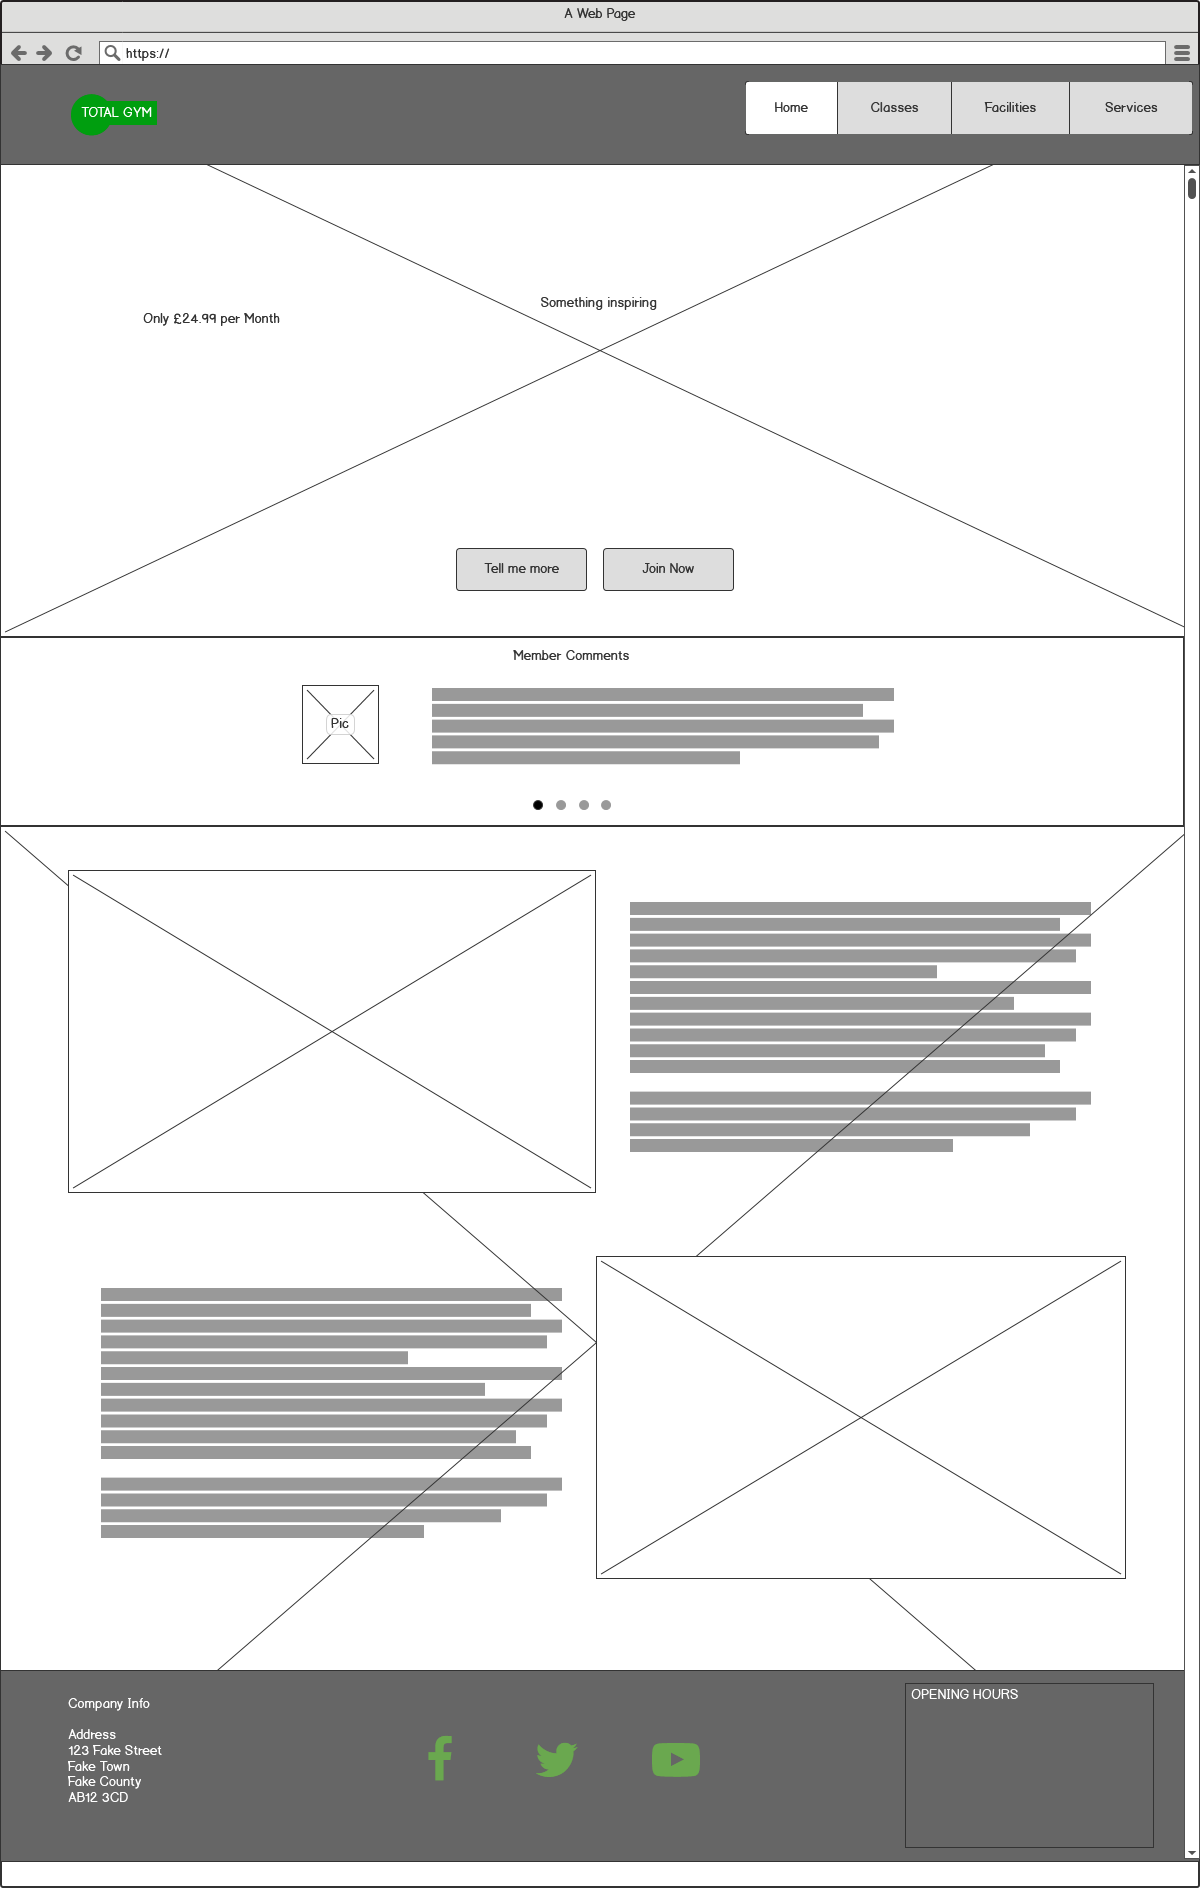 A Web Page
https://
TOTAL GYM
Home
Classes
Facilities
Services
Something inspiring
Only £24.99 per Month
Tell me more
Join Now
Member Comments
Pic
Company Info
Address
123 Fake Street
Fake Town
Fake County
AB12 3CD
OPENING HOURS